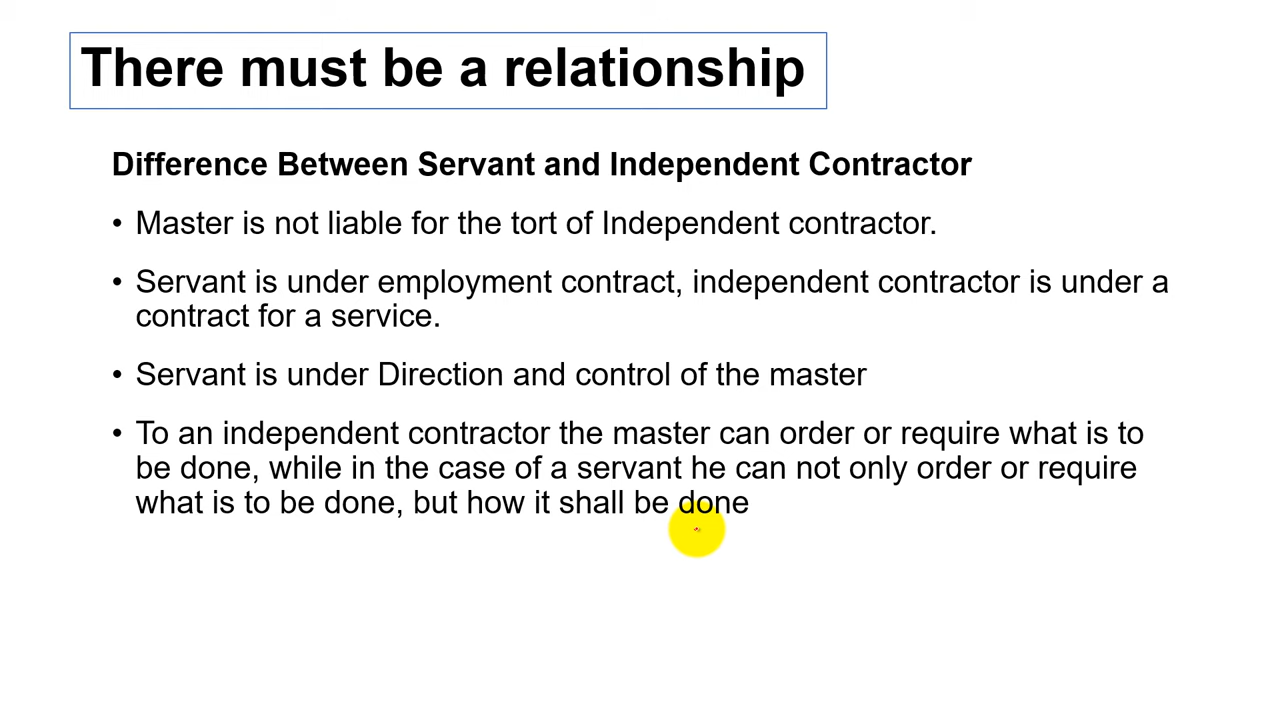 There must be a relationship
Difference Between Servant and Independent Contractor
• Master is not liable for the tort of Independent contractor.
• Servant is under employment contract, independent contractor is under a
contract for a service.
• Servant is under Direction and control of the master
• To an independent contractor the master can order or require what is to
be done, while in the case of a servant he can not only order or require
what is to be done, but how it shall be done